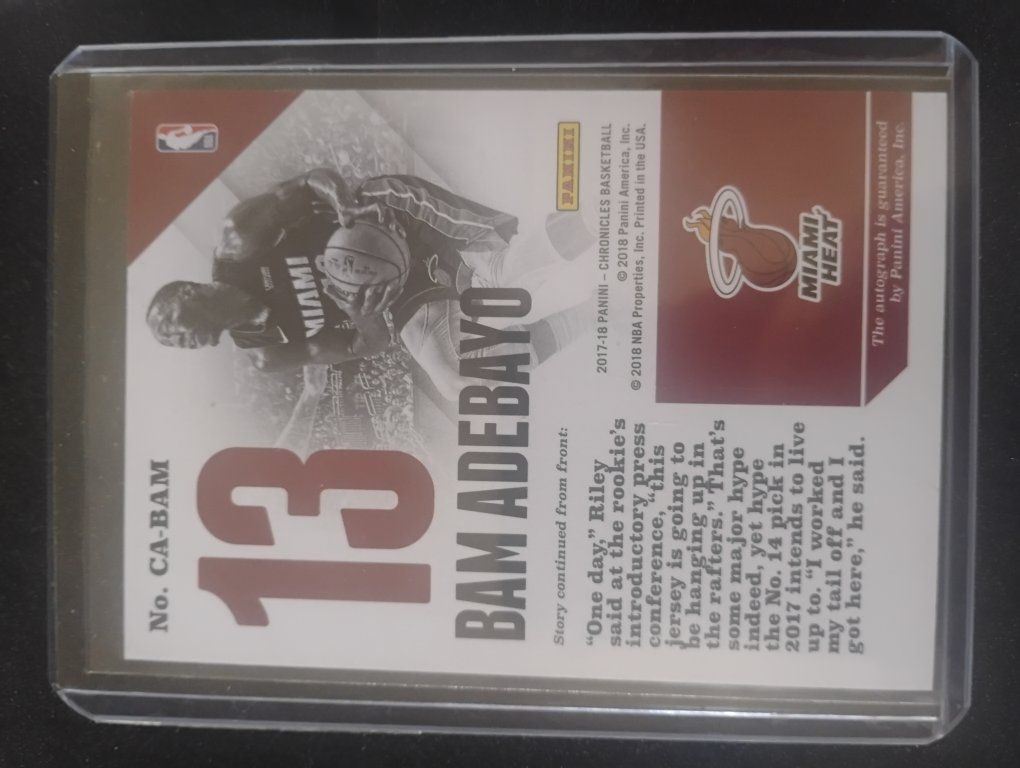 No. CA-BAM
13
MIAMI
BAM ADEBAYO
Story continued from front:
"One day," Riley
said at the rookie's
introductory press
conference, "this
jersey is going to
be hanging up in
the rafters." That's
some major hype
indeed, yet hype
the No. 14 pick in
2017 intends to live
up to. "I worked
my tail off and I
got here," he said.
PANINI
2017-18 PANINI – CHRONICLES BASKETBALL
© 2018 Panini America, Inc.
© 2018 NBA Properties, Inc. Printed in the USA.
MIAMI
HEAT
The autograph is guaranteed
by Panini America, Inc.